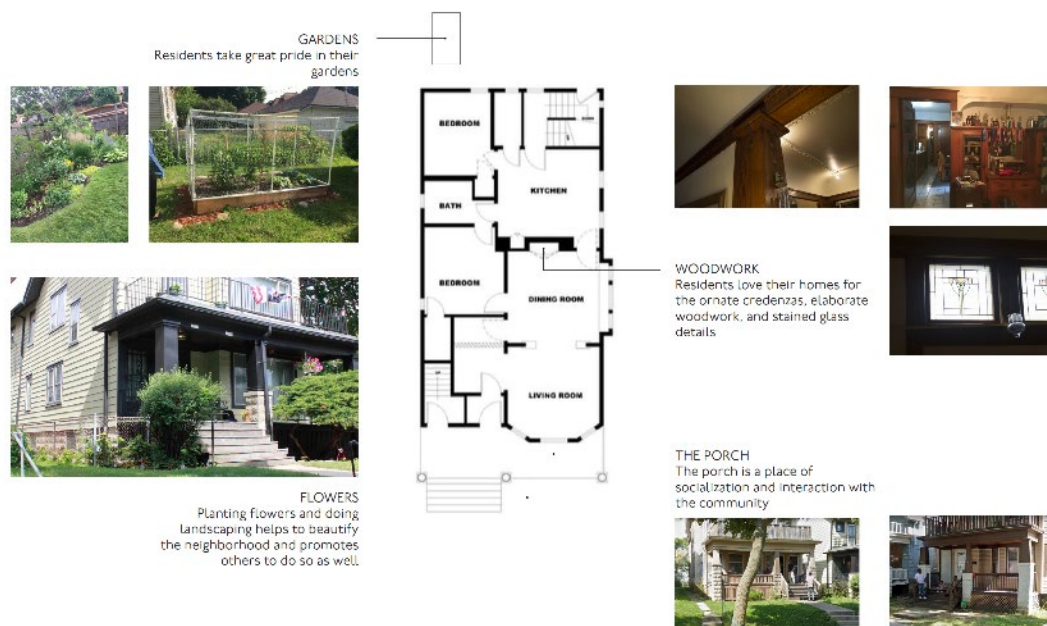 GARDENS
Residents take great pride in their
gardens
BEDROOM
KITCHEN
BATH
BEDROOM
DINING ROOM
LIVING ROOM
WOODWORK
Residents love their homes for
the ornate credenzas, elaborate
woodwork, and stained glass
details
FLOWERS
Planting flowers and doing
landscaping helps to beautify
the neighborhood and promotes
others to do so as well
THE PORCH
The porch is a place of
socialization and interaction with
the community